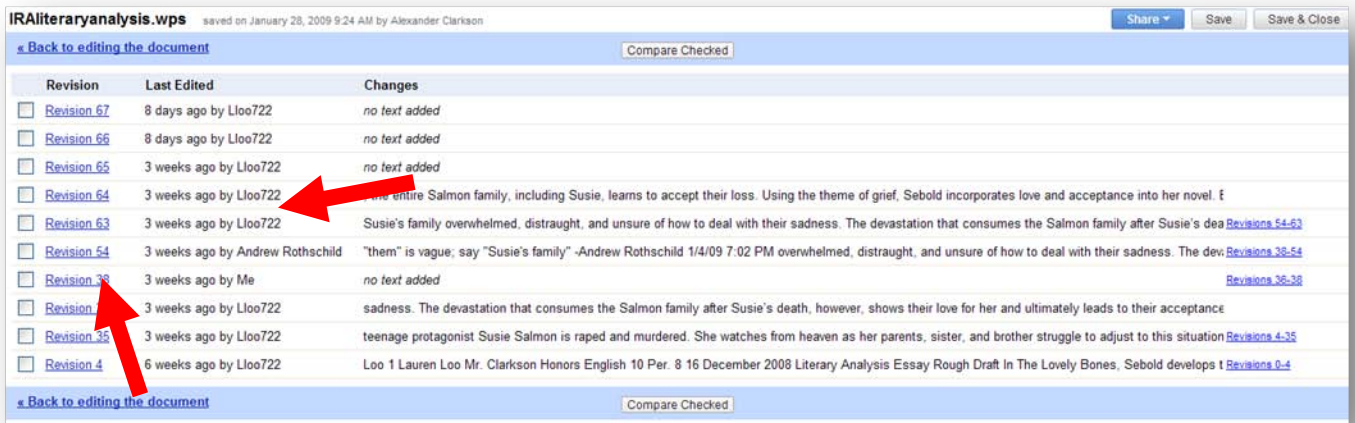 IRAliteraryanalysis.wps saved on January 28, 2009 9:24 AM by Alexander Clarkson Share Save Save & Close
« Back to editing the document Compare Checked
Revision Last Edited Changes
Revision 67 8 days ago by Lloo722 no text added
Revision 66 8 days ago by Lloo722 no text added
Revision 65 3 weeks ago by Lloo722 no text added
Revision 64 3 weeks ago by Lloo722 entire Salmon family, including Susie, learns to accept their loss. Using the theme of grief, Sebold incorporates love and acceptance into her novel.
Revision 63 3 weeks ago by Lloo722 Susie's family overwhelmed, distraught, and unsure of how to deal with their sadness. The devastation that consumes the Salmon family after Susie's dea Revisions 54-63
Revision 54 3 weeks ago by Andrew Rothschild "them" is vague; say "Susie's family" -Andrew Rothschild 1/4/09 7:02 PM overwhelmed, distraught, and unsure of how to deal with their sadness. The dev Revisions 38-54
Revision 38 3 weeks ago by Me no text added Revisions 36-38
Revision 3 weeks ago by Lloo722 sadness. The devastation that consumes the Salmon family after Susie's death, however, shows their love for her and ultimately leads to their acceptance
Revision 35 3 weeks ago by Lloo722 teenage protagonist Susie Salmon is raped and murdered. She watches from heaven as her parents, sister, and brother struggle to adjust to this situation Revisions 4-35
Revision 4 6 weeks ago by Lloo722 Loo 1 Lauren Loo Mr. Clarkson Honors English 10 Per. 8 16 December 2008 Literary Analysis Essay Rough Draft In The Lovely Bones, Sebold develops t Revisions 0-4
« Back to editing the document Compare Checked